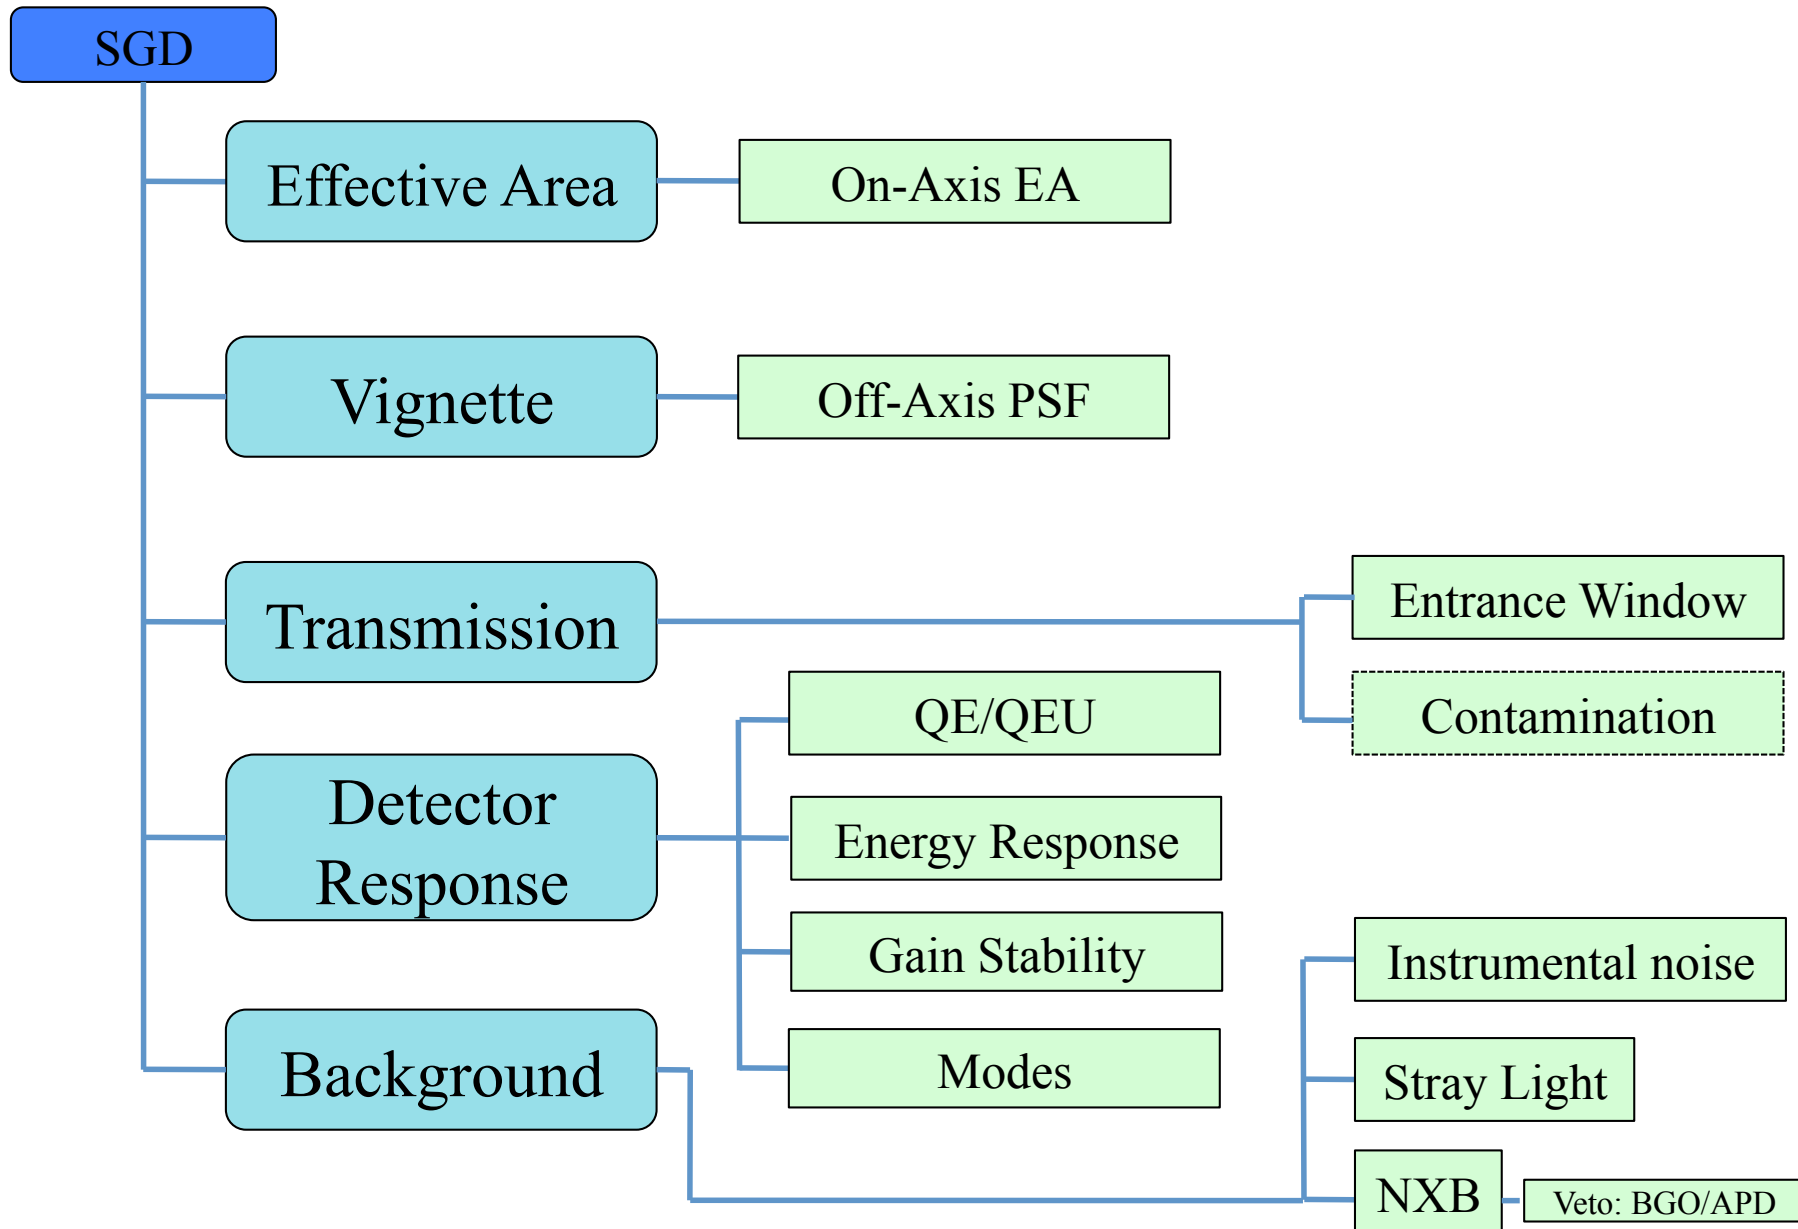 SGD
Effective Area
On-Axis EA
Vignette
Off-Axis PSF
Transmission
Entrance Window
Contamination
Detector
Response
QE/QEU
Energy Response
Gain Stability
Modes
Background
Instrumental noise
Stray Light
NXB
Veto: BGO/APD